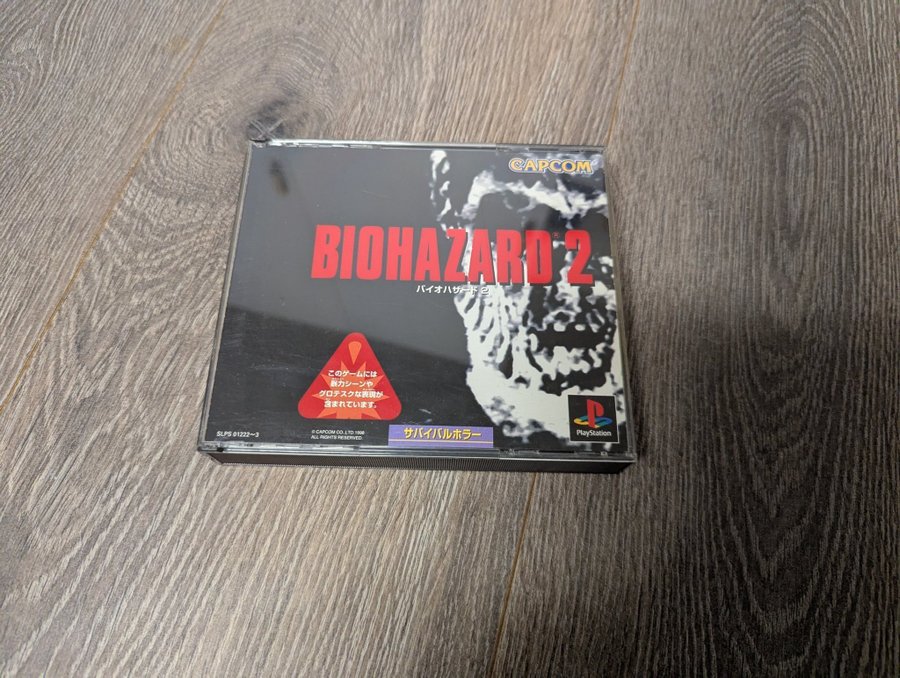 CAPCOM
BIOHAZARD® 2
バイオハザード2
このゲームには
暴力シーンや
グロテスクな表現が
含まれています。
SLPS 01222〜3
© CAPCOM CO.,LTD.1998
ALL RIGHTS RESERVED.
サバイバルホラー
PlayStation